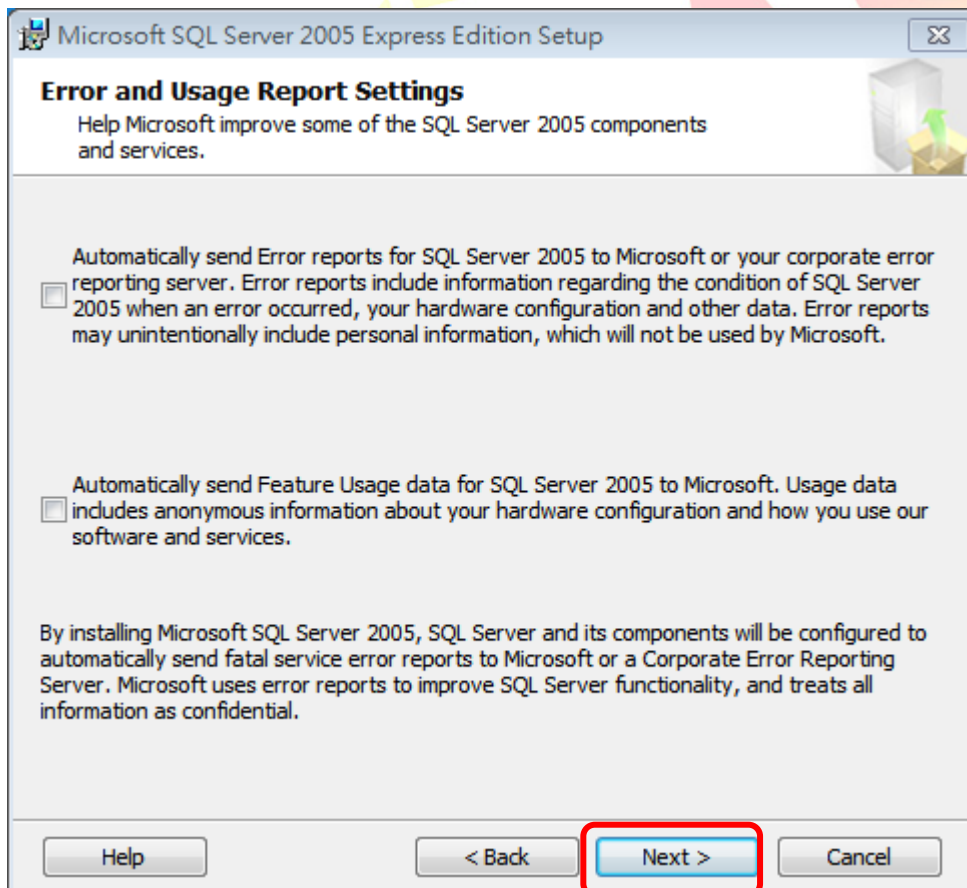 Microsoft SQL Server 2005 Express Edition Setup
Error and Usage Report Settings
Help Microsoft improve some of the SQL Server 2005 components
and services.
Automatically send Error reports for SQL Server 2005 to Microsoft or your corporate error
reporting server. Error reports include information regarding the condition of SQL Server
2005 when an error occurred, your hardware configuration and other data. Error reports
may unintentionally include personal information, which will not be used by Microsoft.
Automatically send Feature Usage data for SQL Server 2005 to Microsoft. Usage data
includes anonymous information about your hardware configuration and how you use our
software and services.
By installing Microsoft SQL Server 2005, SQL Server and its components will be configured to
automatically send fatal service error reports to Microsoft or a Corporate Error Reporting
Server. Microsoft uses error reports to improve SQL Server functionality, and treats all
information as confidential.
Help < Back Next > Cancel